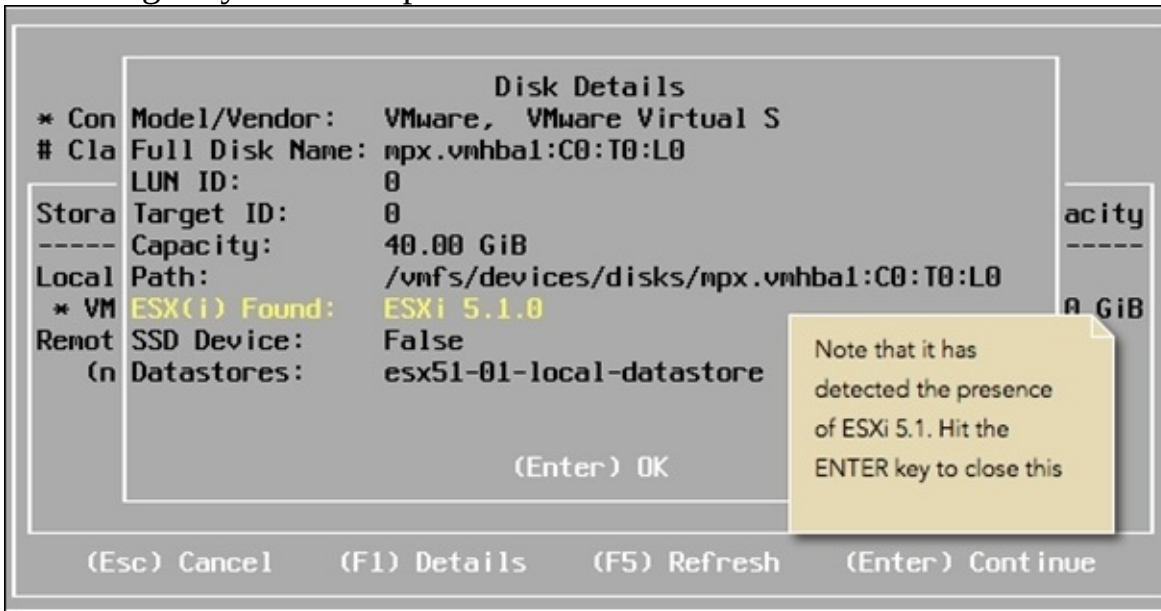 Disk Details
* Con Model/Vendor: VMware, VMware Virtual S
# Cla Full Disk Name: mpx.vmhba1:C0:T0:L0
LUN ID: 0
Stora Target ID: 0 acity
----- Capacity: 40.00 GiB -----
Local Path: /vmfs/devices/disks/mpx.vmhba1:C0:T0:L0
* VM ESX(i) Found: ESXi 5.1.0 0 GiB
Remot SSD Device: False
(n Datastores: esx51-01-local-datastore
(Enter) OK
Note that it has
detected the presence
of ESXi 5.1. Hit the
ENTER key to close this
(Esc) Cancel (F1) Details (F5) Refresh (Enter) Continue